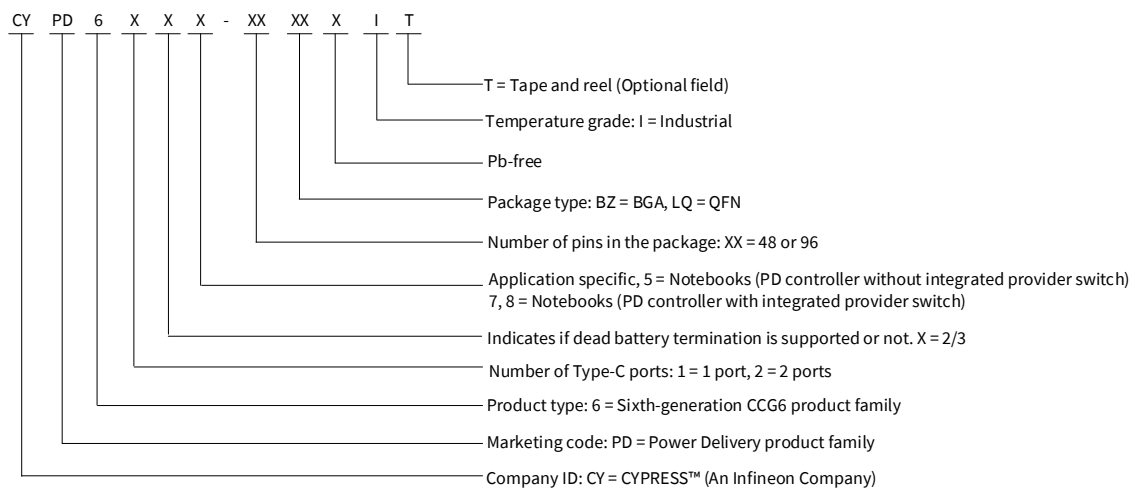 CY PD 6 X X X - XX XX X I T
T = Tape and reel (Optional field)
Temperature grade: I = Industrial
Pb-free
Package type: BZ = BGA, LQ = QFN
Number of pins in the package: XX = 48 or 96
Application specific, 5 = Notebooks (PD controller without integrated provider switch)
7, 8 = Notebooks (PD controller with integrated provider switch)
Indicates if dead battery termination is supported or not. X = 2/3
Number of Type-C ports: 1 = 1 port, 2 = 2 ports
Product type: 6 = Sixth-generation CCG6 product family
Marketing code: PD = Power Delivery product family
Company ID: CY = CYPRESS™ (An Infineon Company)